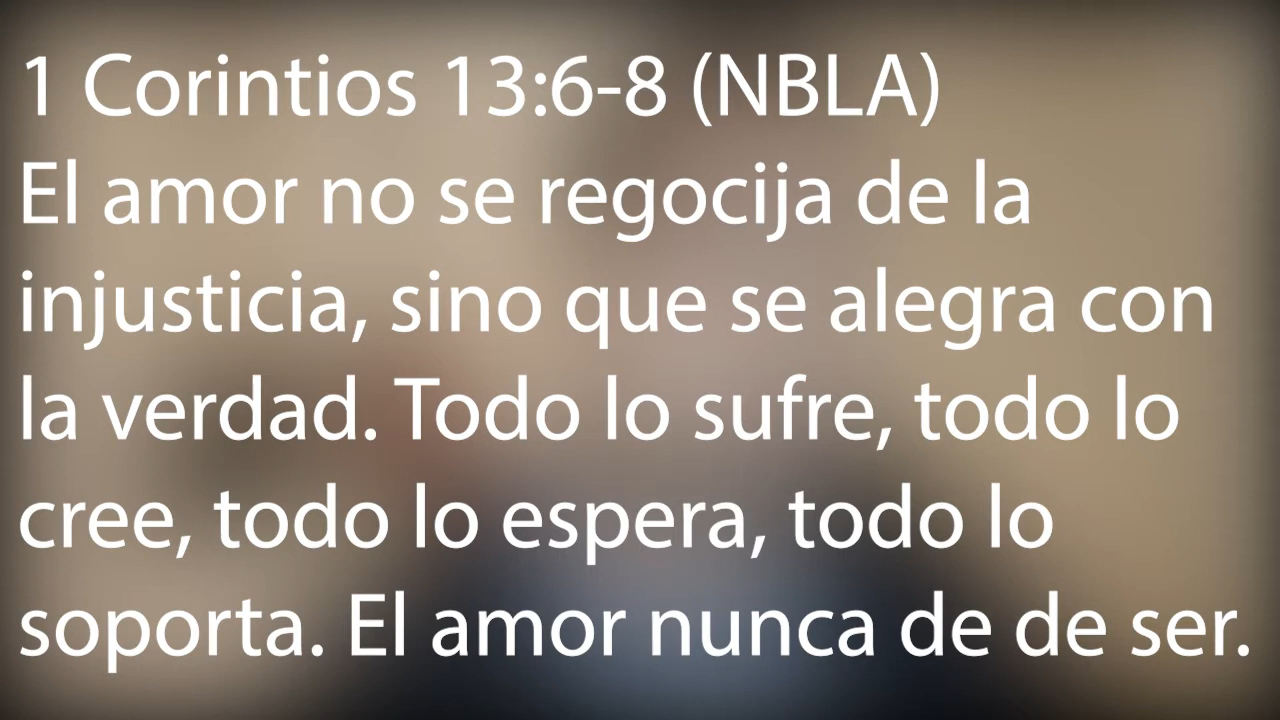 1 Corintios 13:6-8 (NBLA)
El amor no se regocija de la
injusticia, sino que se alegra con
la verdad. Todo lo sufre, todo lo
cree, todo lo espera, todo lo
soporta. El amor nunca de de ser.